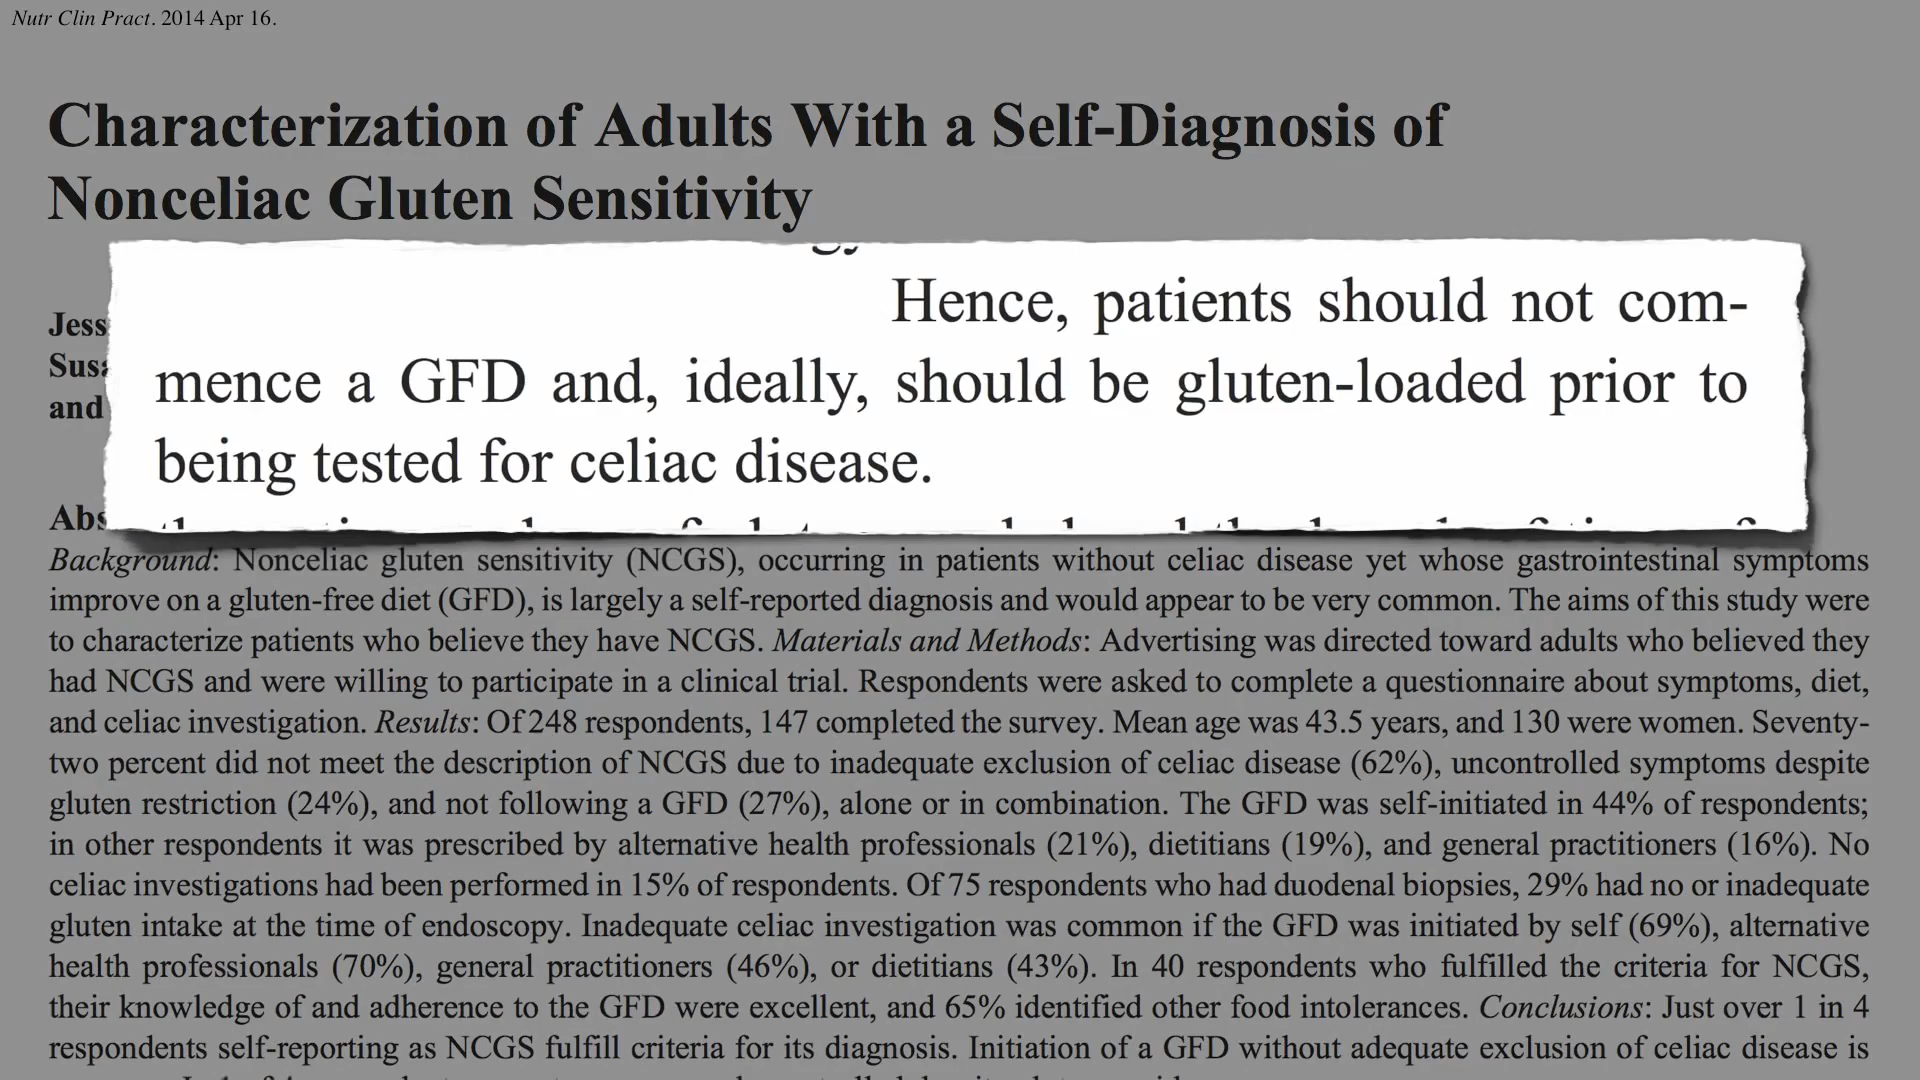 Nutr Clin Pract. 2014 Apr 16.
Characterization of Adults With a Self-Diagnosis of
Nonceliac Gluten Sensitivity
Hence, patients should not com-
mence a GFD and, ideally, should be gluten-loaded prior to
being tested for celiac disease.
and
Background: Nonceliac gluten sensitivity (NCGS), occurring in patients without celiac disease yet whose gastrointestinal symptoms
improve on a gluten-free diet (GFD), is largely a self-reported diagnosis and would appear to be very common. The aims of this study were
to characterize patients who believe they have NCGS. Materials and Methods: Advertising was directed toward adults who believed they
had NCGS and were willing to participate in a clinical trial. Respondents were asked to complete a questionnaire about symptoms, diet,
and celiac investigation. Results: Of 248 respondents, 147 completed the survey. Mean age was 43.5 years, and 130 were women. Seventy-
two percent did not meet the description of NCGS due to inadequate exclusion of celiac disease (62%), uncontrolled symptoms despite
gluten restriction (24%), and not following a GFD (27%), alone or in combination. The GFD was self-initiated in 44% of respondents;
in other respondents it was prescribed by alternative health professionals (21%), dietitians (19%), and general practitioners (16%). No
celiac investigations had been performed in 15% of respondents. Of 75 respondents who had duodenal biopsies, 29% had no or inadequate
gluten intake at the time of endoscopy. Inadequate celiac investigation was common if the GFD was initiated by self (69%), alternative
health professionals (70%), general practitioners (46%), or dietitians (43%). In 40 respondents who fulfilled the criteria for NCGS,
their knowledge of and adherence to the GFD were excellent, and 65% identified other food intolerances. Conclusions: Just over 1 in 4
respondents self-reporting as NCGS fulfill criteria for its diagnosis. Initiation of a GFD without adequate exclusion of celiac disease is